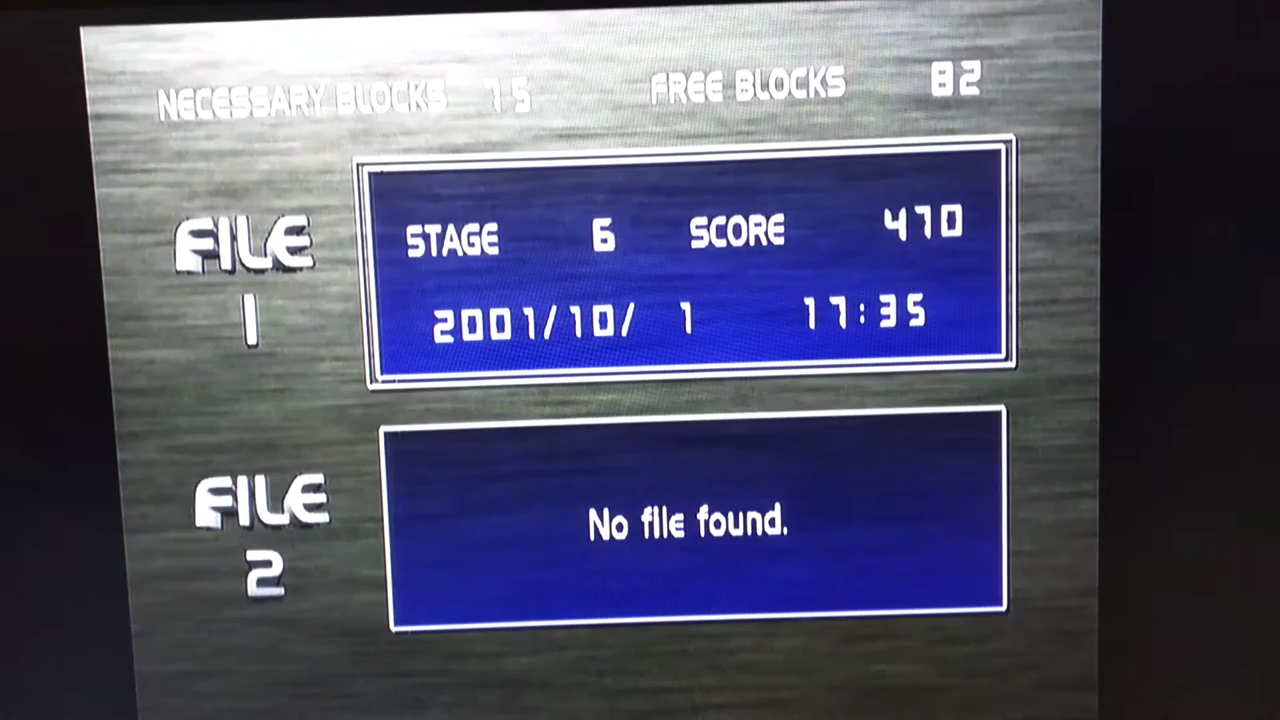 NECESSARY BLOCKS 75 FREE BLOCKS 82
FILE 1
STAGE 6 SCORE 470
2001/10/ 1 17:35
FILE 2
No file found.